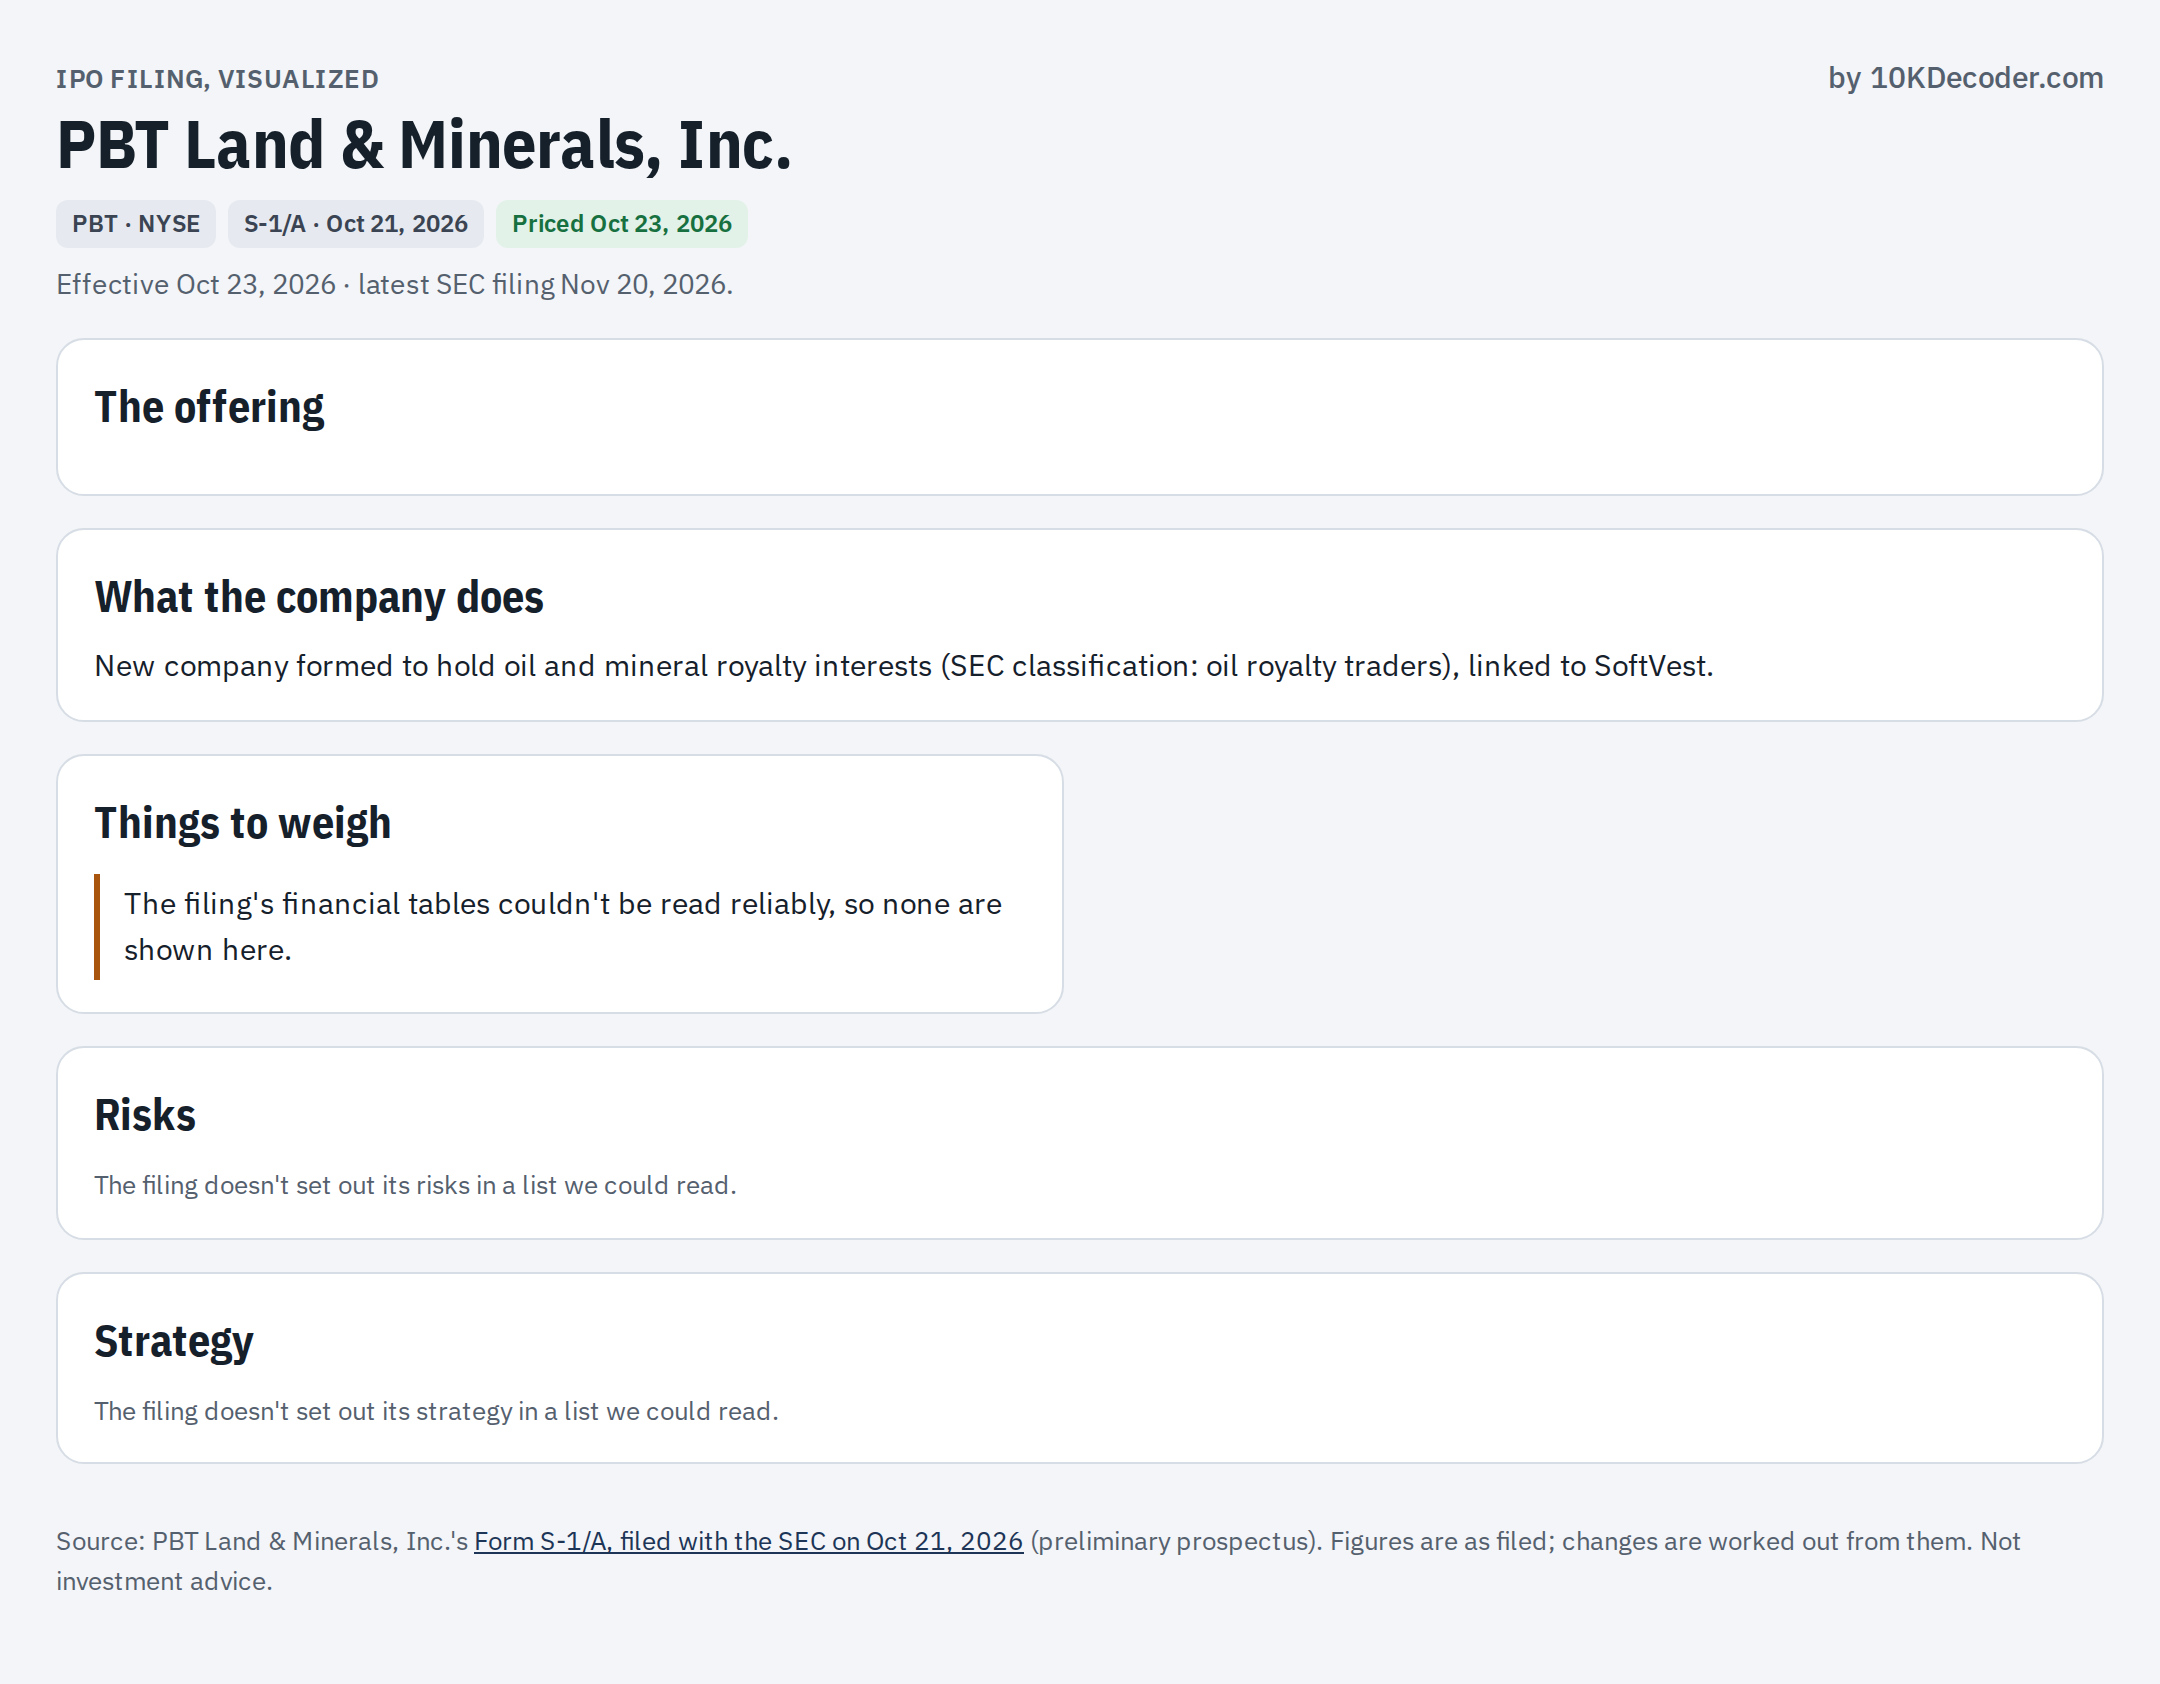 IPO FILING, VISUALIZED
by 10KDecoder.com
PBT Land & Minerals, Inc.
PBT · NYSE
S-1/A · Oct 21, 2026
Priced Oct 23, 2026
Effective Oct 23, 2026 · latest SEC filing Nov 20, 2026.
The offering
What the company does
New company formed to hold oil and mineral royalty interests (SEC classification: oil royalty traders), linked to SoftVest.
Things to weigh
The filing's financial tables couldn't be read reliably, so none are
shown here.
Risks
The filing doesn't set out its risks in a list we could read.
Strategy
The filing doesn't set out its strategy in a list we could read.
Source: PBT Land & Minerals, Inc.'s Form S-1/A, filed with the SEC on Oct 21, 2026 (preliminary prospectus). Figures are as filed; changes are worked out from them. Not
investment advice.